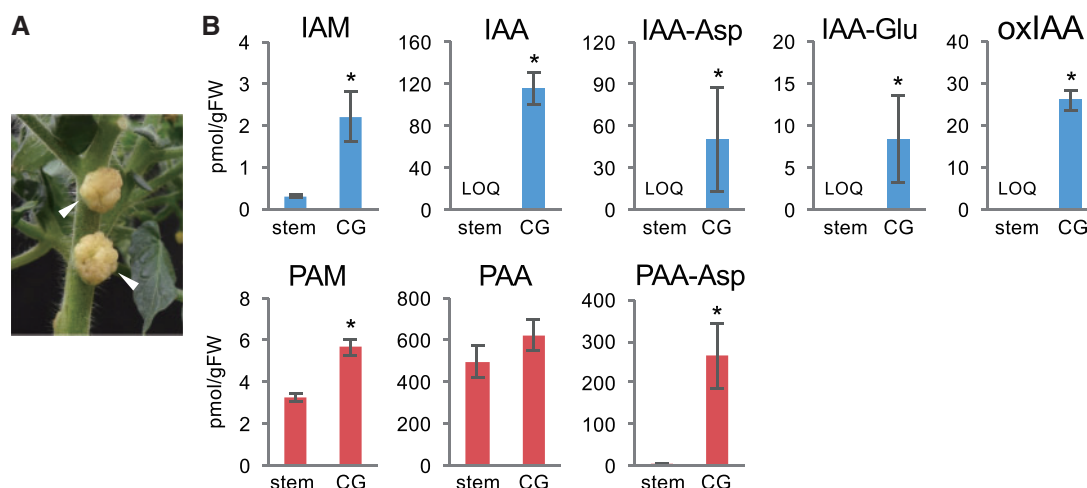 A
B
IAM
IAA
IAA-Asp
IAA-Glu
oxIAA
pmol/gFW
4
3
2
1
0
*
stem CG
160
120
80
40
0
*
LOQ
stem CG
120
90
60
30
0
*
LOQ
stem CG
20
15
10
5
0
*
LOQ
stem CG
40
30
20
10
0
*
LOQ
stem CG
PAM
PAA
PAA-Asp
pmol/gFW
8
6
4
2
0
*
stem CG
800
600
400
200
0
stem CG
400
300
200
100
0
*
stem CG